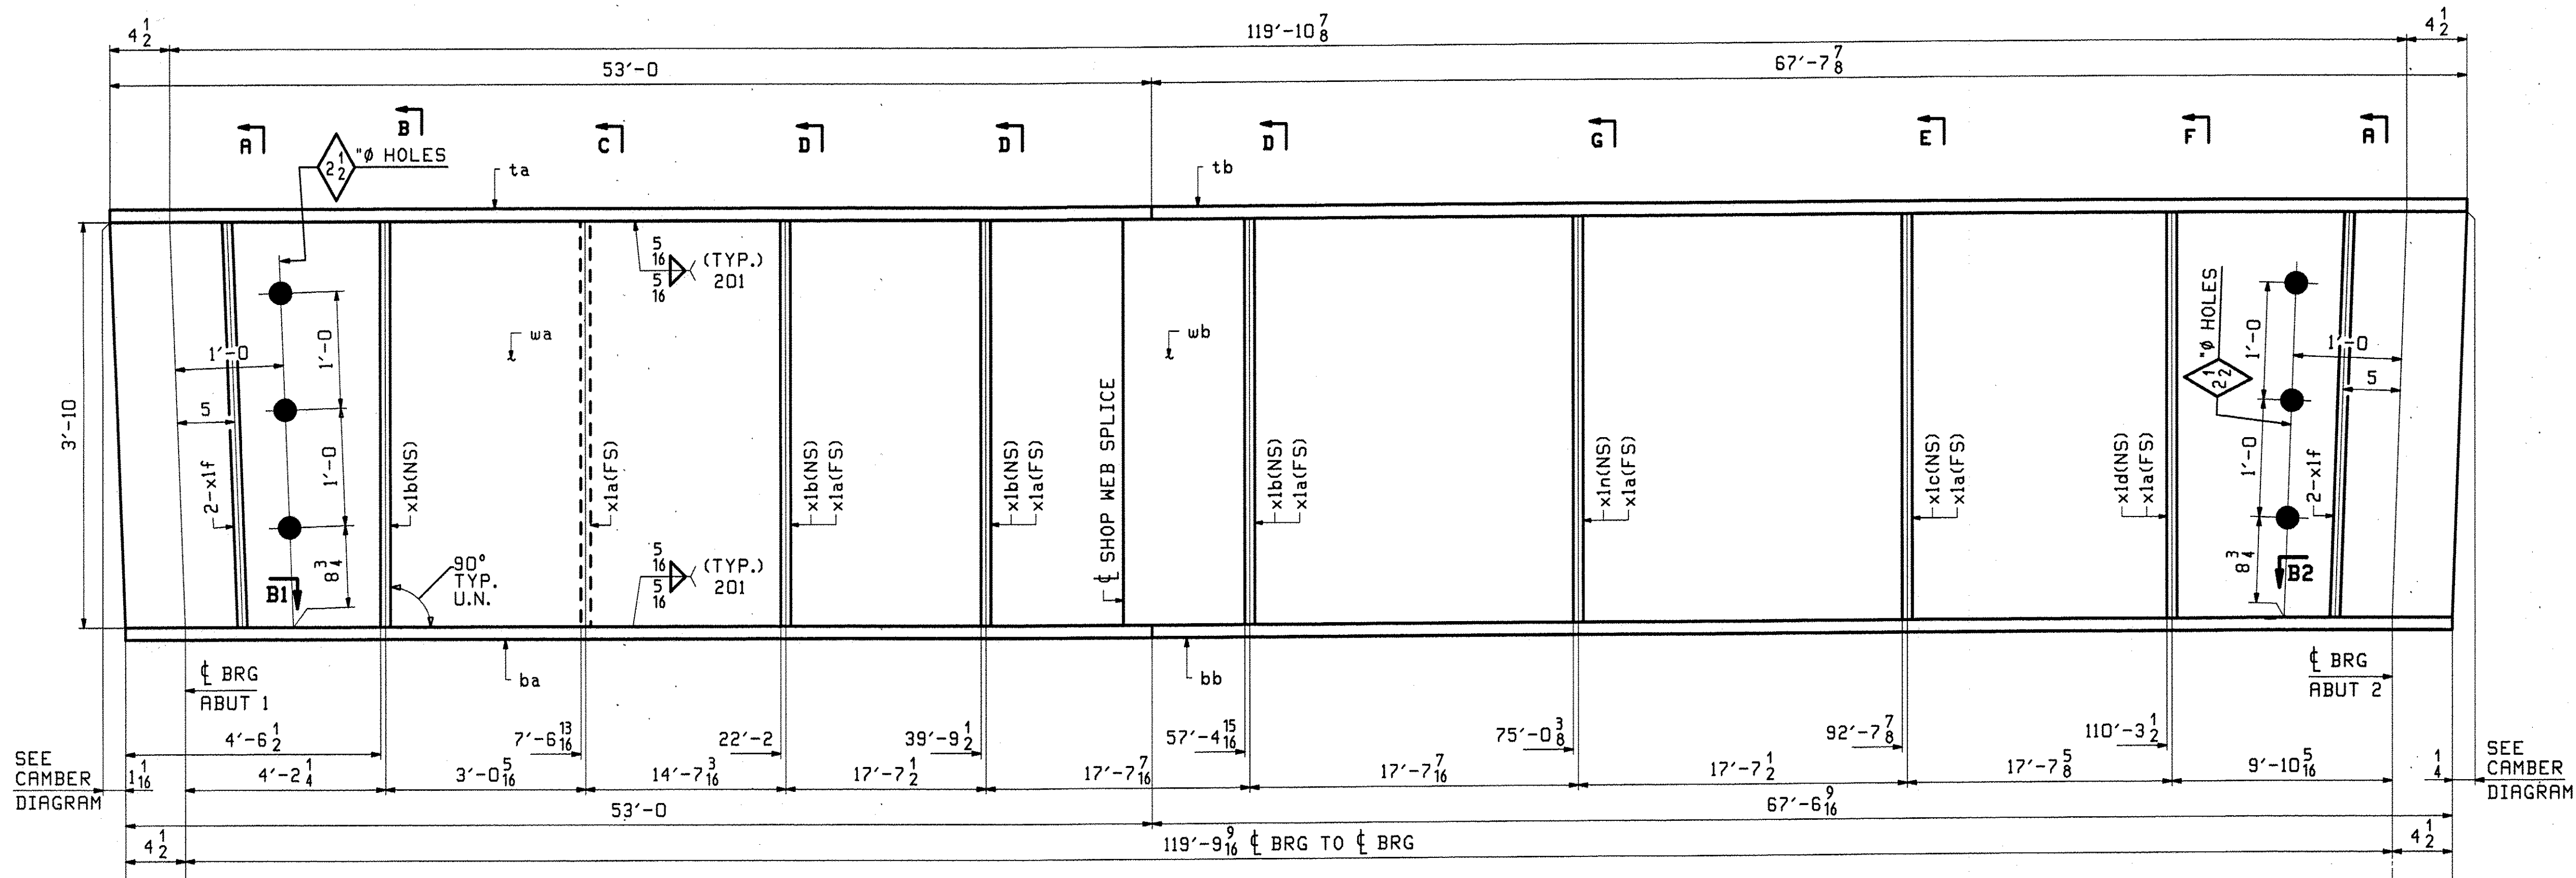 4 1/2
119'-10 7/8
4 1/2
53'-0
67'-7 7/8
A
B
C
D
D
D
G
E
F
A
2 1/2 "Ø HOLES
ta
tb
5/16
5/16
(TYP.)
201
wa
wb
1'-0
1'-0
1'-0
5
8 3/4
3'-10
2-x1f
B1
90°
TYP.
U.N.
x1b(NS)
x1a(FS)
5/16
5/16
(TYP.)
201
x1b(NS)
x1a(FS)
x1b(NS)
x1a(FS)
℄ SHOP WEB SPLICE
x1b(NS)
x1a(FS)
x1n(NS)
x1a(FS)
x1c(NS)
x1a(FS)
x1d(NS)
x1a(FS)
2 1/2 "Ø HOLES
1'-0
1'-0
1'-0
5
8 3/4
2-x1f
B2
℄ BRG
ABUT 1
ba
bb
℄ BRG
ABUT 2
4'-6 1/2
7'-6 13/16
22'-2
39'-9 1/2
57'-4 15/16
75'-0 3/8
92'-7 7/8
110'-3 1/2
SEE
CAMBER
DIAGRAM
1 1/16
4'-2 1/4
3'-0 5/16
14'-7 3/16
17'-7 1/2
17'-7 7/16
17'-7 7/16
17'-7 1/2
17'-7 5/8
9'-10 5/16
1/4
SEE
CAMBER
DIAGRAM
53'-0
67'-6 9/16
4 1/2
119'-9 9/16 ℄ BRG TO ℄ BRG
4 1/2